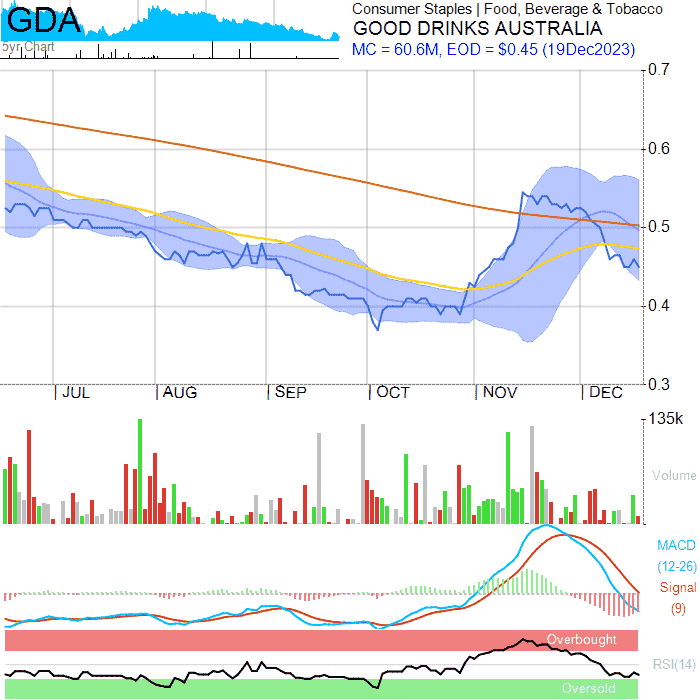 GDA
5yr Chart
Consumer Staples | Food, Beverage & Tobacco
GOOD DRINKS AUSTRALIA
MC = 60.6M, EOD = $0.45 (19Dec2023)
0.7
0.6
0.5
0.4
0.3
JUL AUG SEP OCT NOV DEC
135k
Volume
MACD
(12-26)
Signal
(9)
Overbought
RSI(14)
Oversold